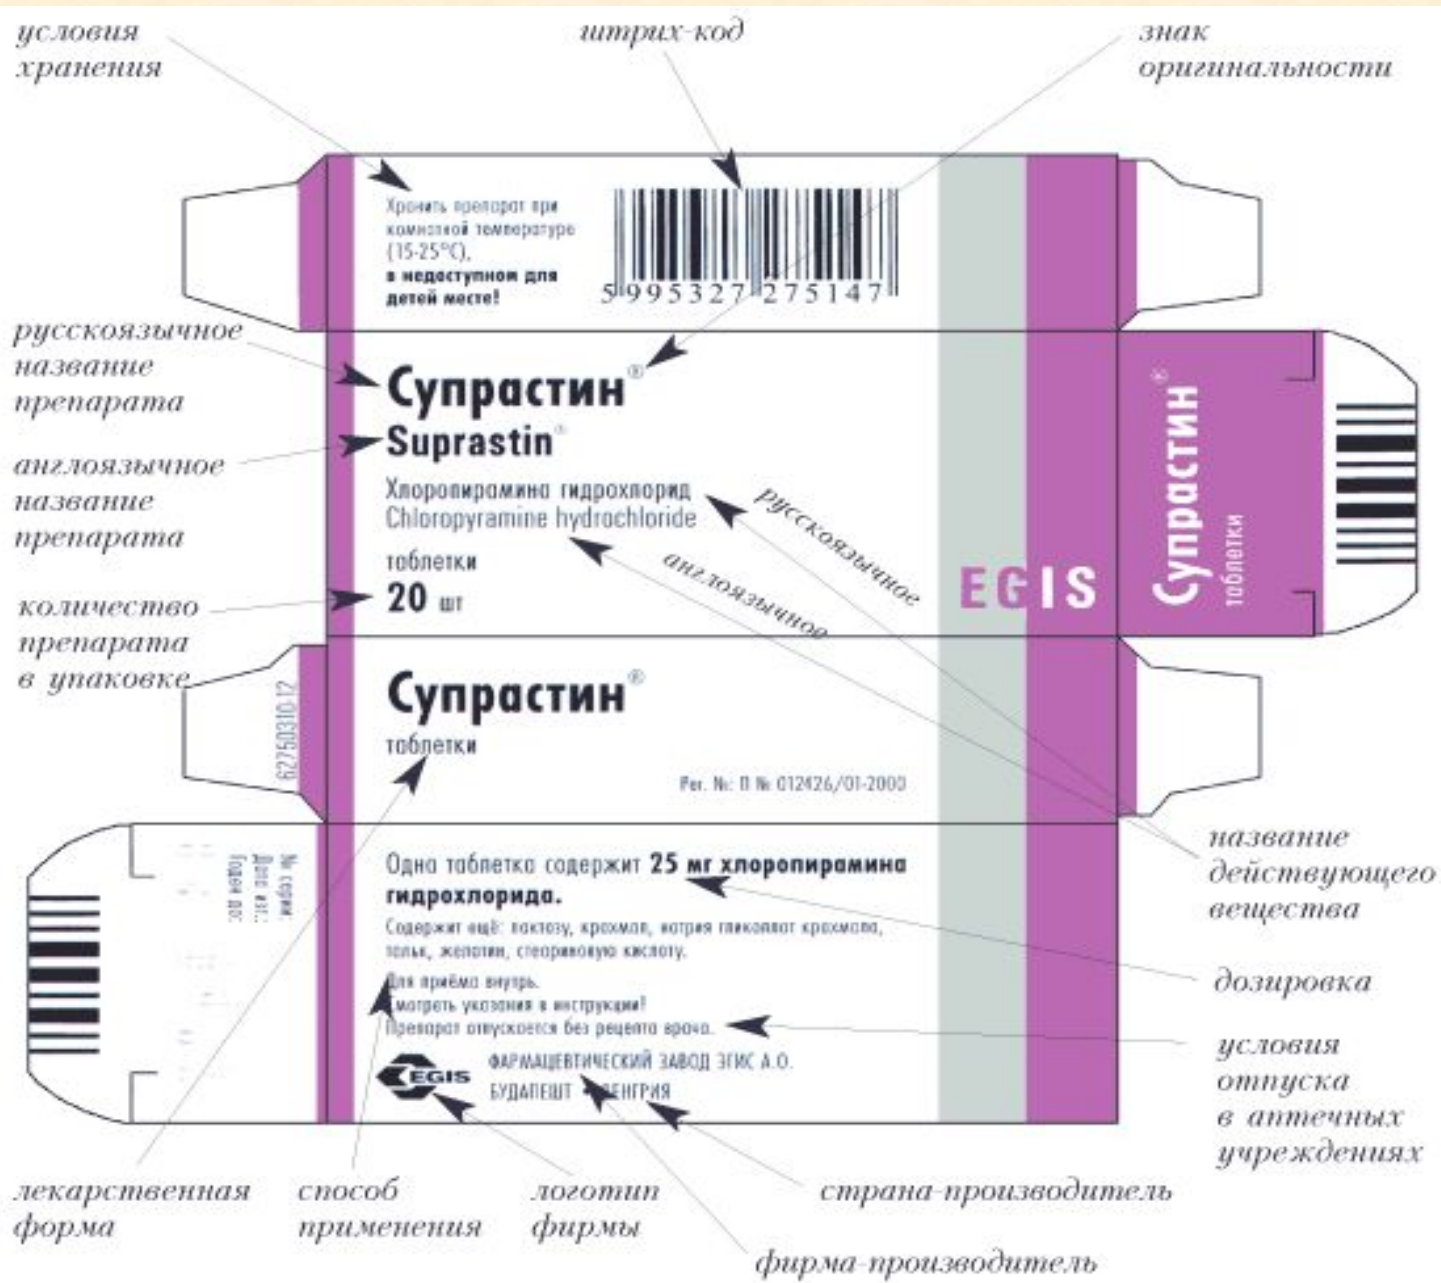 условия
хранения
штрих-код
знак
оригинальности
Хранить препарат при
комнатной температуре
(15-25°С),
в недоступном для
детей месте!
5 995327 275147
русскоязычное
название
препарата
Супрастин®
Suprastin®
англоязычное
название
препарата
Хлоропирамина гидрохлорид
Chloropyramine hydrochloride
русскоязычное
англоязычное
таблетки
20 шт
количество
препарата
в упаковке
EGIS
Супрастин®
таблетки
62750310-12
Супрастин®
таблетки
Рег. №: П № 012426/01-2000
название
действующего
вещества
№ серии:
Дата изг.:
Годен до:
Одна таблетка содержит 25 мг хлоропирамина
гидрохлорида.
Содержит ещё: лактозу, крахмал, натрия гликоллат крахмала,
тальк, желатин, стеариновую кислоту.
дозировка
Для приёма внутрь.
Смотреть указания в инструкции!
Препарат отпускается без рецепта врача.
условия
отпуска
в аптечных
учреждениях
EGIS
ФАРМАЦЕВТИЧЕСКИЙ ЗАВОД ЭГИС А.О.
БУДАПЕШТ ВЕНГРИЯ
лекарственная
форма
способ
применения
логотип
фирмы
страна-производитель
фирма-производитель